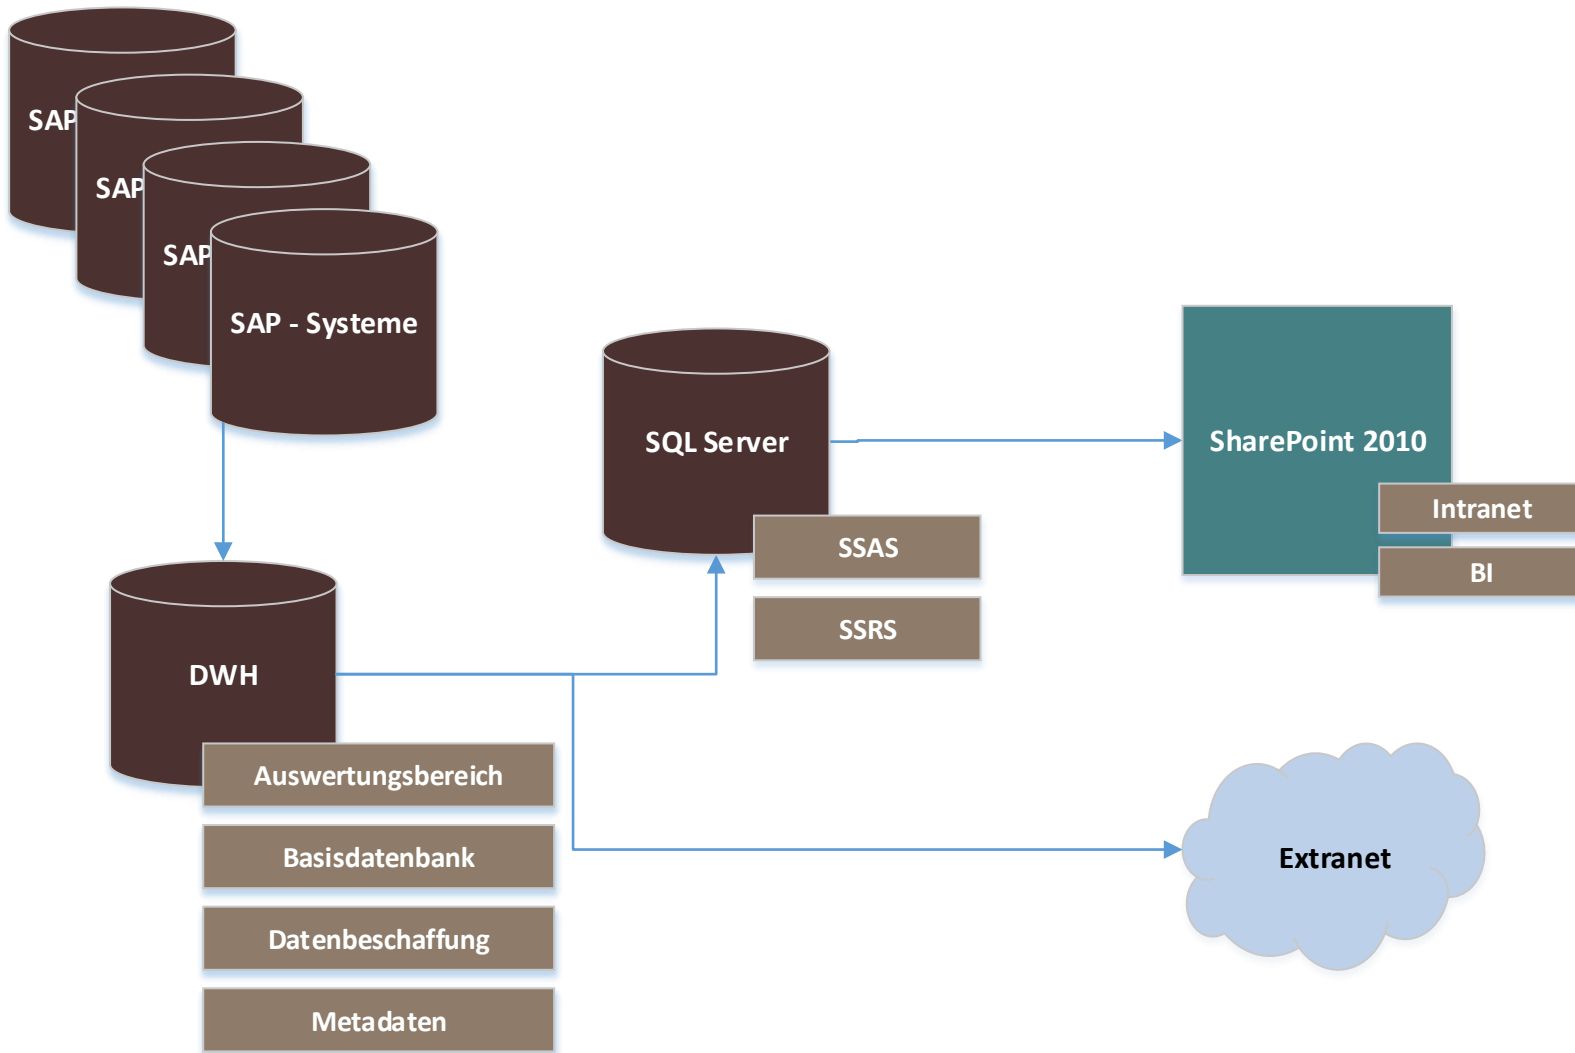 SAP
SAP
SAP
SAP - Systeme
SQL Server
SharePoint 2010
Intranet
SSAS
BI
SSRS
DWH
Auswertungsbereich
Basisdatenbank
Extranet
Datenbeschaffung
Metadaten